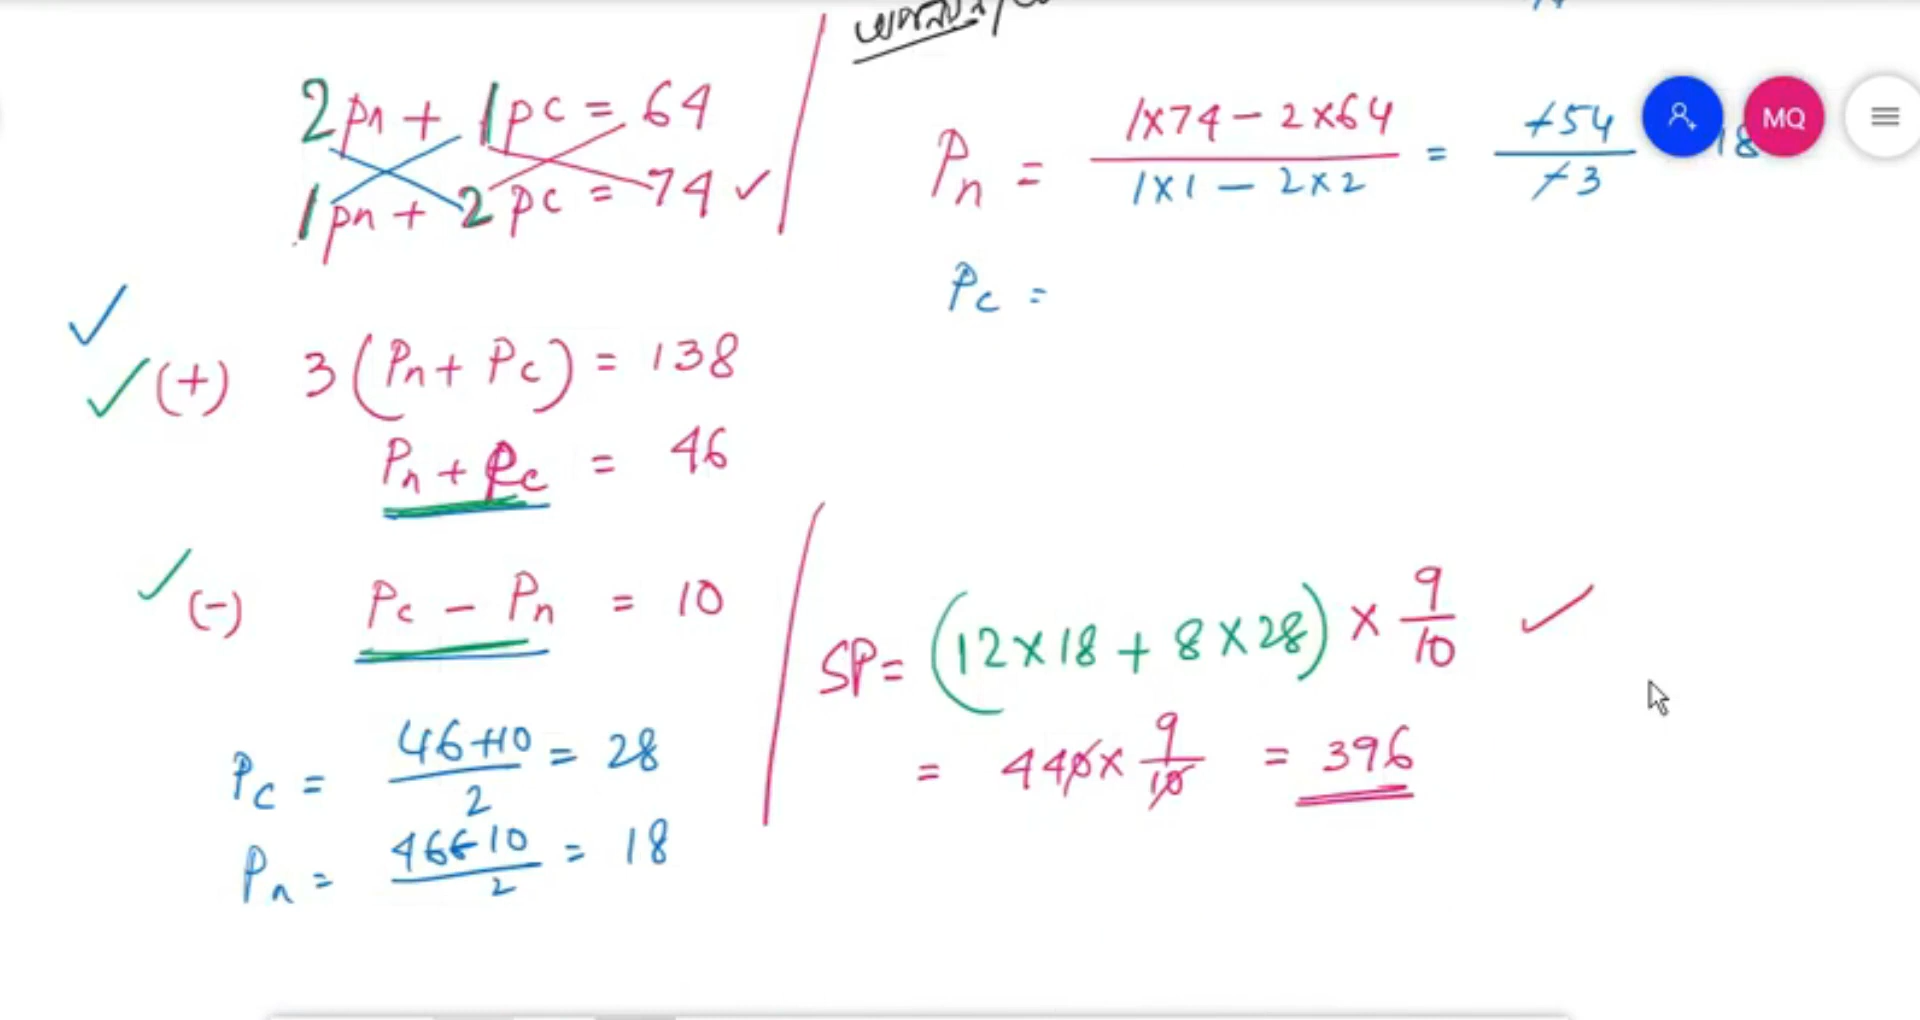 2pn + 1pc = 64
1pn + 2pc = 74 ✓
✓
✓ (+) 3(Pn + Pc) = 138
Pn + Pc = 46
✓ (-) Pc - Pn = 10
Pc = 46+10 / 2 = 28
Pn = 46-10 / 2 = 18
Pn = 1×74 - 2×64 / 1×1 - 2×2 = +54 / +3 18
MQ
Pc =
SP = (12×18 + 8×28) × 9/10 ✓
= 440 × 9/10 = 396